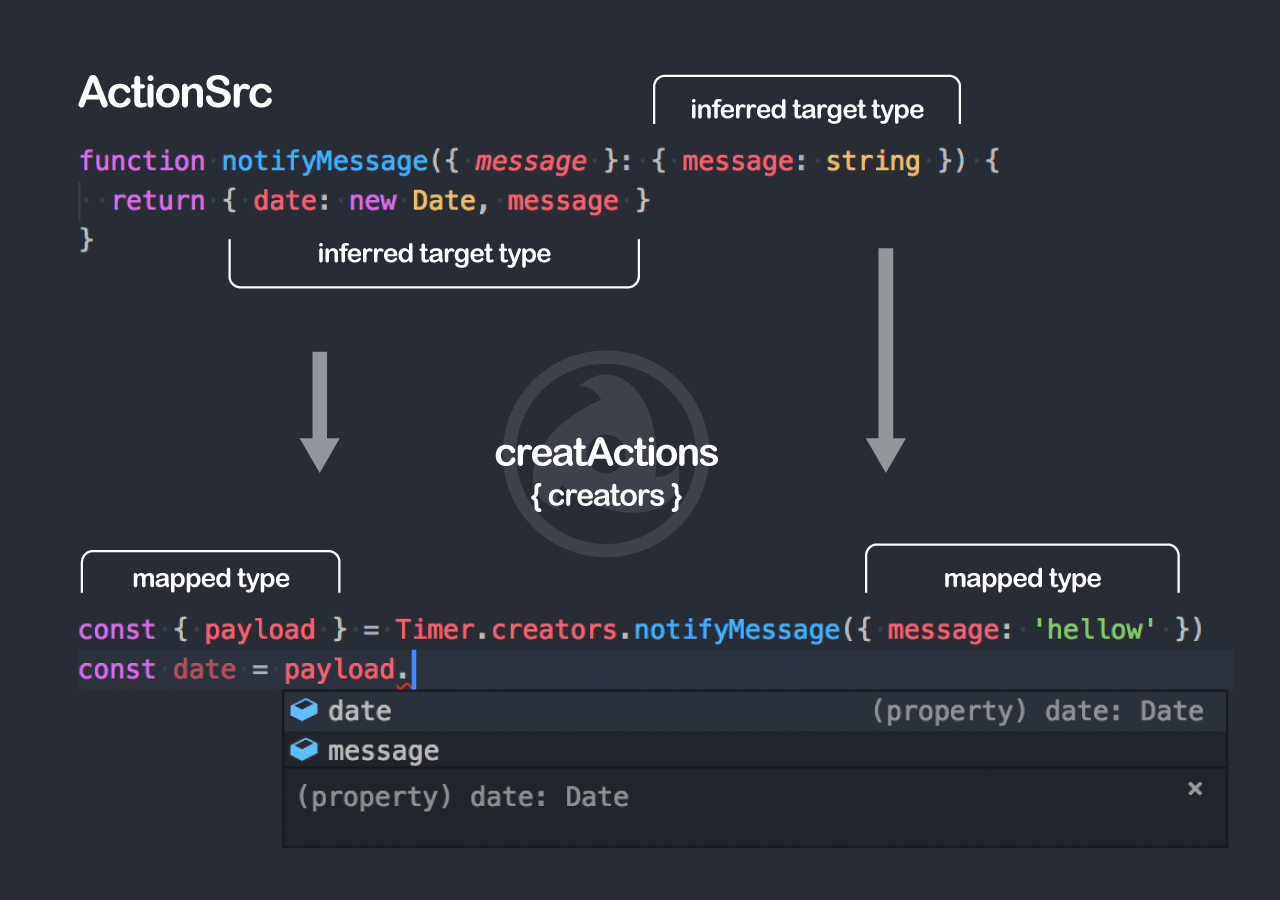 ActionSrc
inferred target type
function notifyMessage({ message }: { message: string }) {
return { date: new Date, message }
}
inferred target type
creatActions
{ creators }
mapped type
mapped type
const { payload } = Timer.creators.notifyMessage({ message: 'hellow' })
const date = payload.
date (property) date: Date
message
(property) date: Date ×